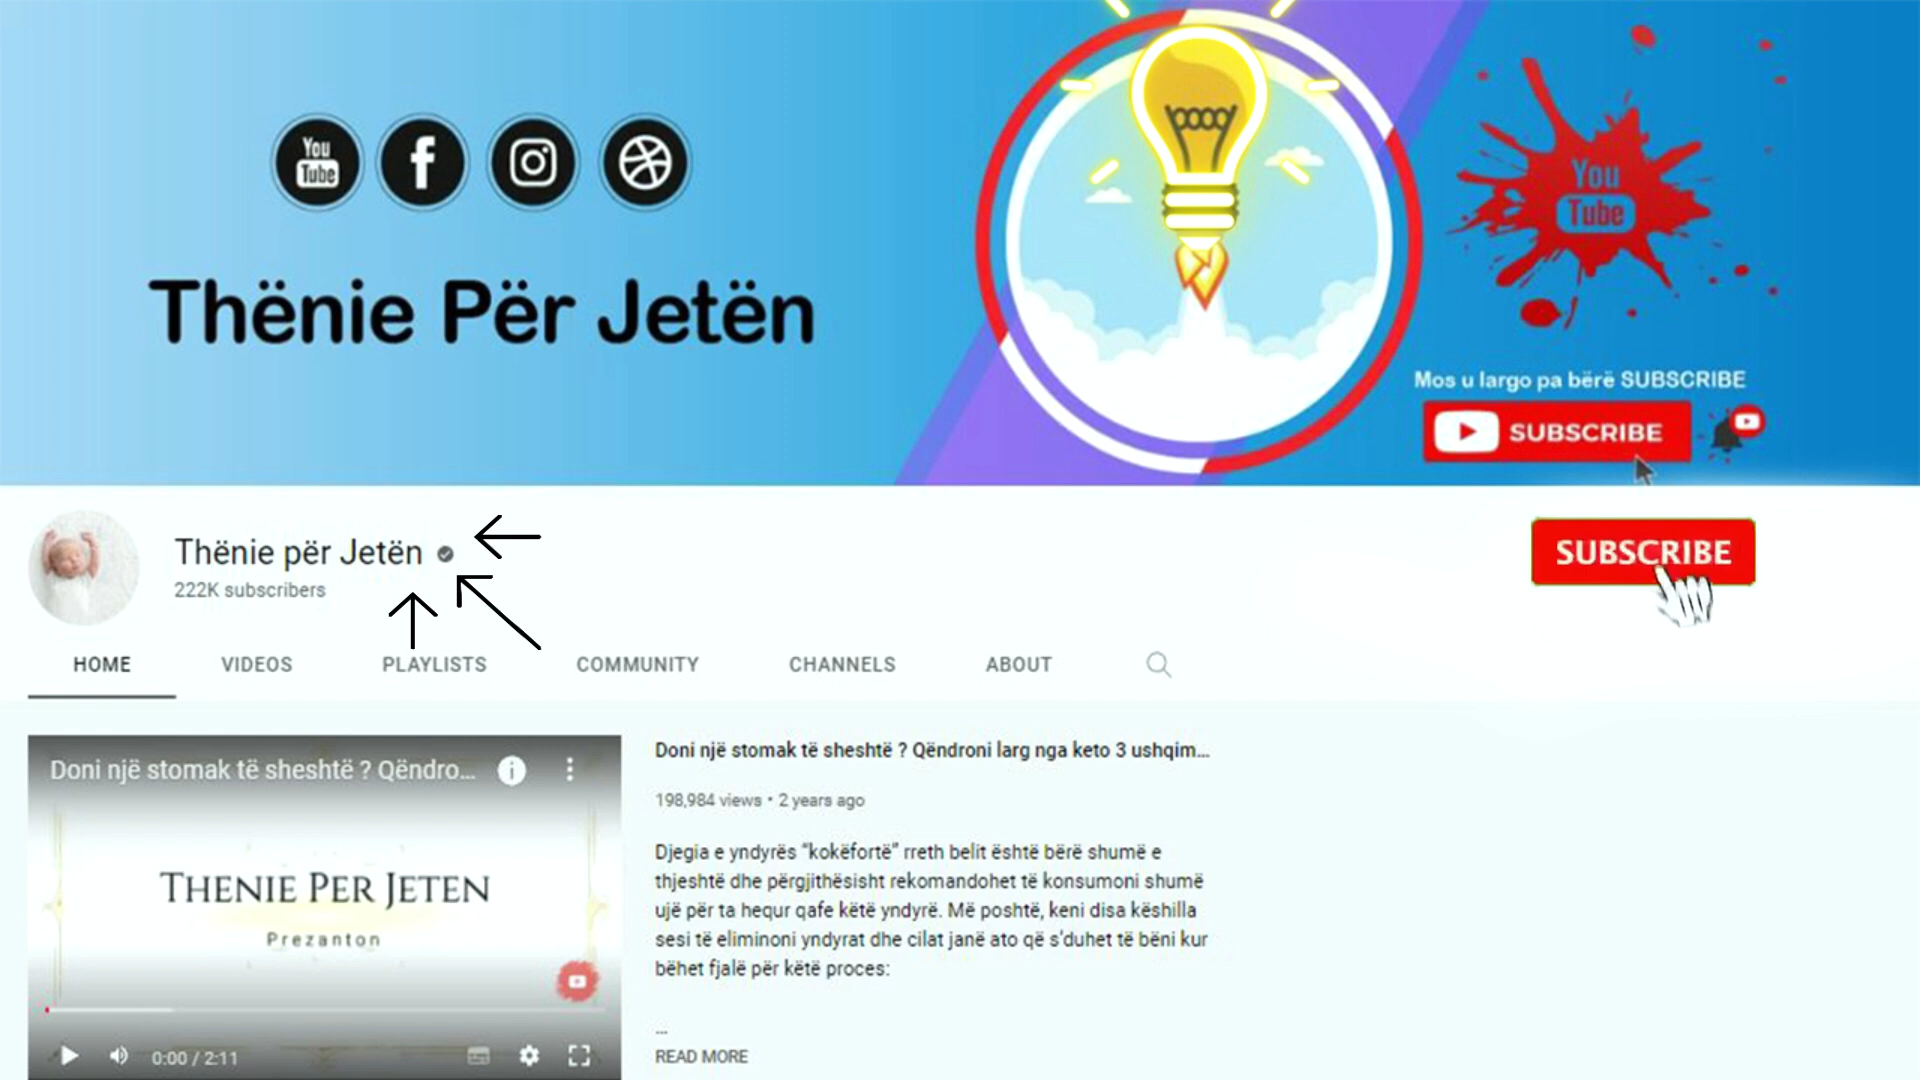 You
Tube
Thënie Për Jetën
You
Tube
Mos u largo pa bërë SUBSCRIBE
SUBSCRIBE
Thënie për Jetën
222K subscribers
SUBSCRIBE
HOME VIDEOS PLAYLISTS COMMUNITY CHANNELS ABOUT
Doni një stomak të sheshtë ? Qëndro...
THENIE PER JETEN
Prezanton
0:00 / 2:11
Doni një stomak të sheshtë ? Qëndroni larg nga keto 3 ushqim...
198,984 views • 2 years ago
Djegia e yndyrës “kokëfortë” rreth belit është bërë shumë e
thjeshtë dhe përgjithësisht rekomandohet të konsumoni shumë
ujë për ta hequr qafe këtë yndyrë. Më poshtë, keni disa këshilla
sesi të eliminoni yndyrat dhe cilat janë ato që s'duhet të bëni kur
bëhet fjalë për këtë proces:
...
READ MORE